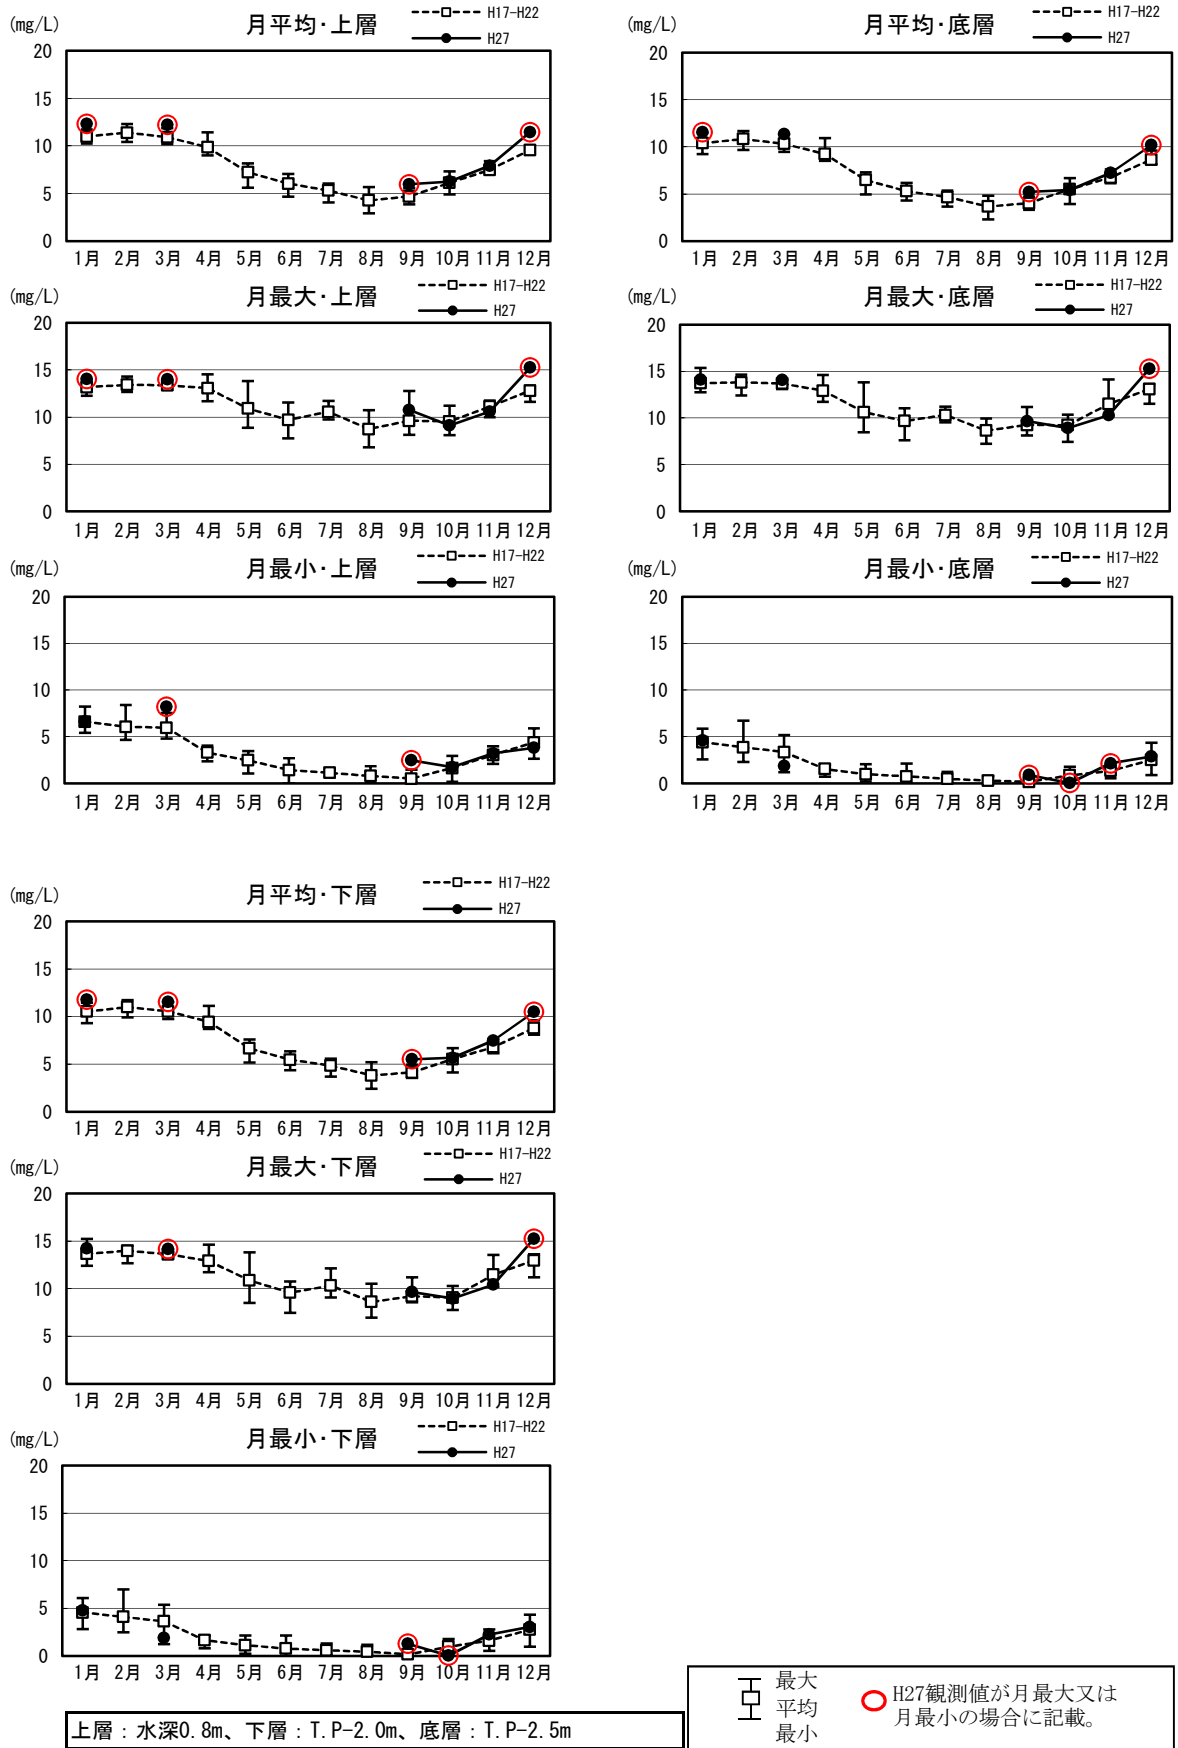 (mg/L) 月平均・上層 H17-H22
H27
20
15
10
5
0
1月 2月 3月 4月 5月 6月 7月 8月 9月 10月 11月 12月
(mg/L) 月平均・底層 H17-H22
H27
20
15
10
5
0
1月 2月 3月 4月 5月 6月 7月 8月 9月 10月 11月 12月
(mg/L) 月最大・上層 H17-H22
H27
20
15
10
5
0
1月 2月 3月 4月 5月 6月 7月 8月 9月 10月 11月 12月
(mg/L) 月最大・底層 H17-H22
H27
20
15
10
5
0
1月 2月 3月 4月 5月 6月 7月 8月 9月 10月 11月 12月
(mg/L) 月最小・上層 H17-H22
H27
20
15
10
5
0
1月 2月 3月 4月 5月 6月 7月 8月 9月 10月 11月 12月
(mg/L) 月最小・底層 H17-H22
H27
20
15
10
5
0
1月 2月 3月 4月 5月 6月 7月 8月 9月 10月 11月 12月
(mg/L) 月平均・下層 H17-H22
H27
20
15
10
5
0
1月 2月 3月 4月 5月 6月 7月 8月 9月 10月 11月 12月
(mg/L) 月最大・下層 H17-H22
H27
20
15
10
5
0
1月 2月 3月 4月 5月 6月 7月 8月 9月 10月 11月 12月
(mg/L) 月最小・下層 H17-H22
H27
20
15
10
5
0
1月 2月 3月 4月 5月 6月 7月 8月 9月 10月 11月 12月
上層：水深0.8m、下層：T.P-2.0m、底層：T.P-2.5m
最大
平均
最小
H27観測値が月最大又は
月最小の場合に記載。